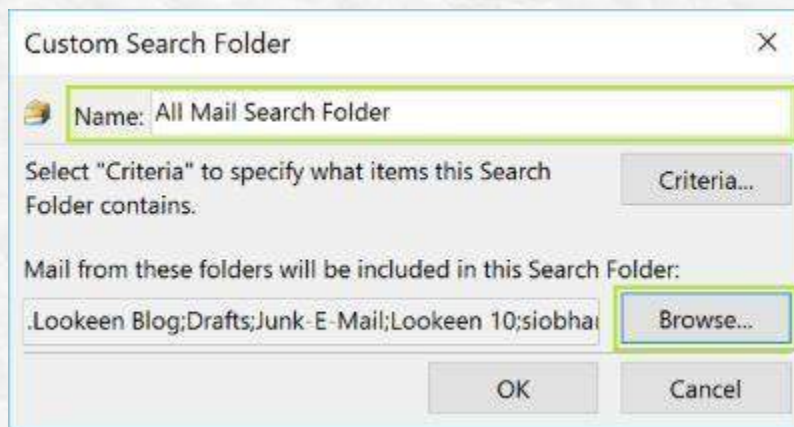 Custom Search Folder
Name: All Mail Search Folder
Select "Criteria" to specify what items this Search
Folder contains.
Criteria...
Mail from these folders will be included in this Search Folder:
.Lookeen Blog;Drafts;Junk-E-Mail;Lookeen 10;
Browse...
OK
Cancel